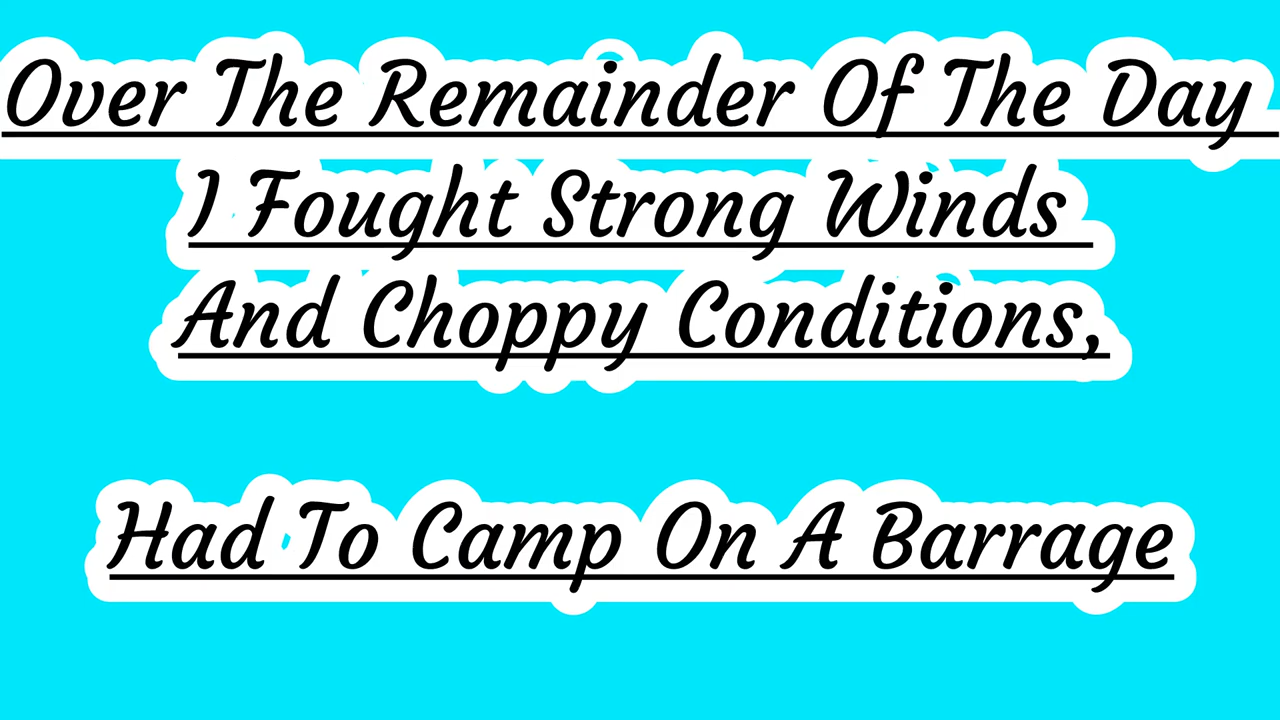 Over The Remainder Of The Day
I Fought Strong Winds
And Choppy Conditions,
Had To Camp On A Barrage